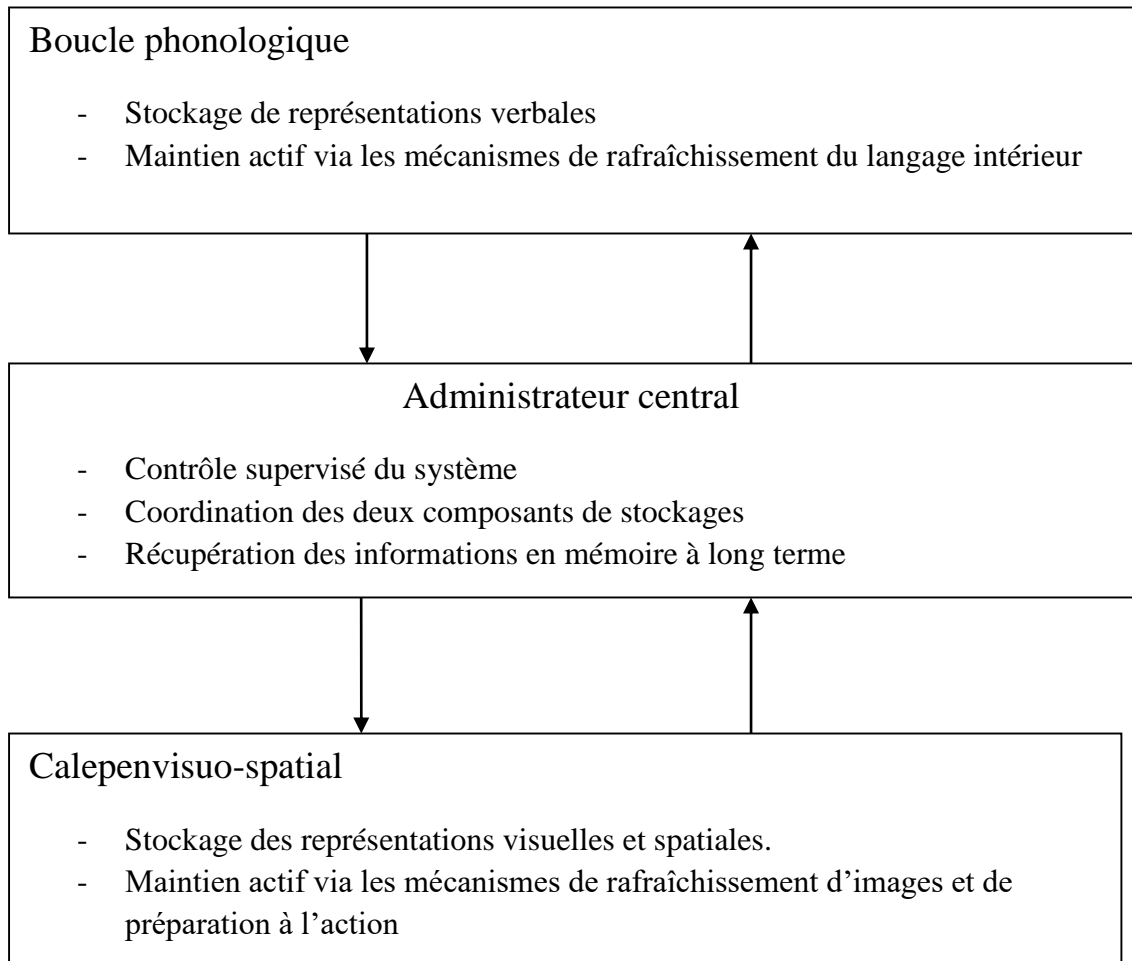 Boucle phonologique
- Stockage de représentations verbales
- Maintien actif via les mécanismes de rafraîchissement du langage intérieur
Administrateur central
- Contrôle supervisé du système
- Coordination des deux composants de stockages
- Récupération des informations en mémoire à long terme
Calepenvisuo-spatial
- Stockage des représentations visuelles et spatiales.
- Maintien actif via les mécanismes de rafraîchissement d’images et de
préparation à l’action